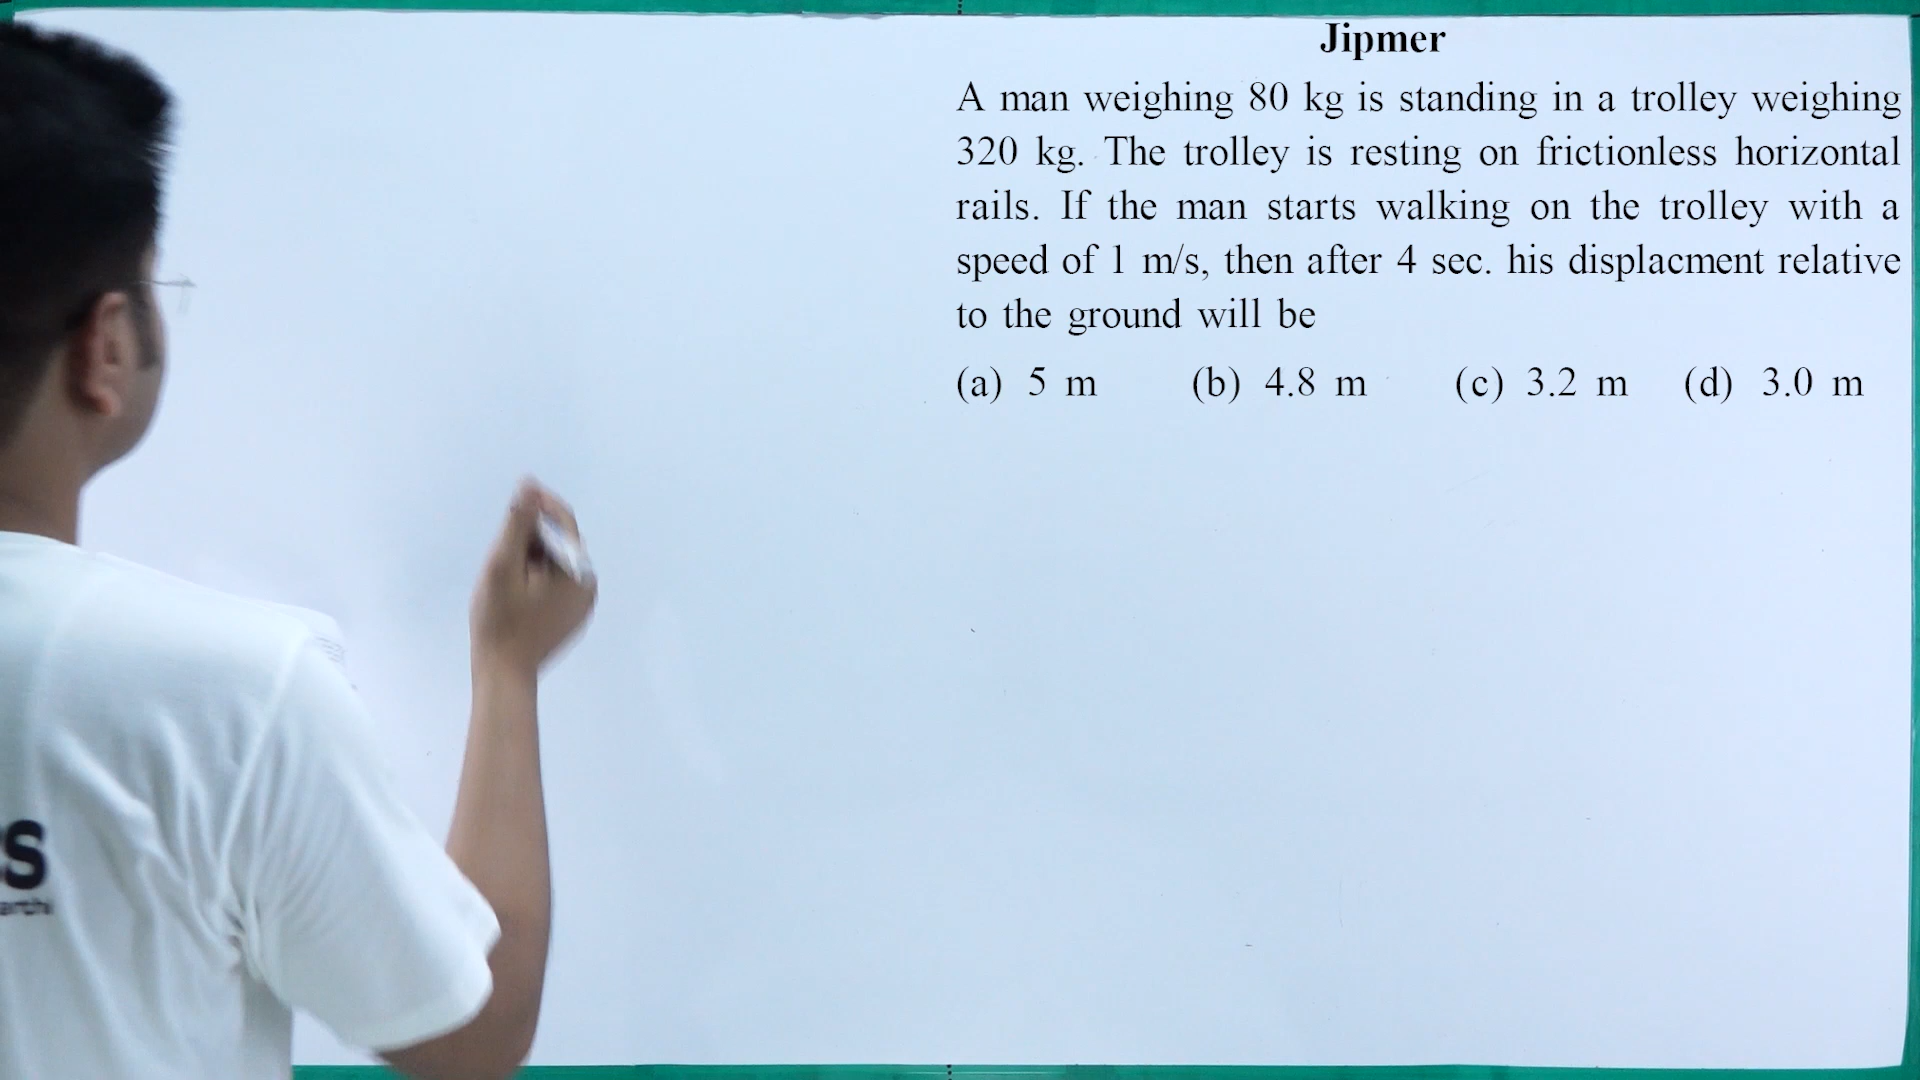 Jipmer
A man weighing 80 kg is standing in a trolley weighing
320 kg. The trolley is resting on frictionless horizontal
rails. If the man starts walking on the trolley with a
speed of 1 m/s, then after 4 sec. his displacment relative
to the ground will be
(a) 5 m (b) 4.8 m (c) 3.2 m (d) 3.0 m